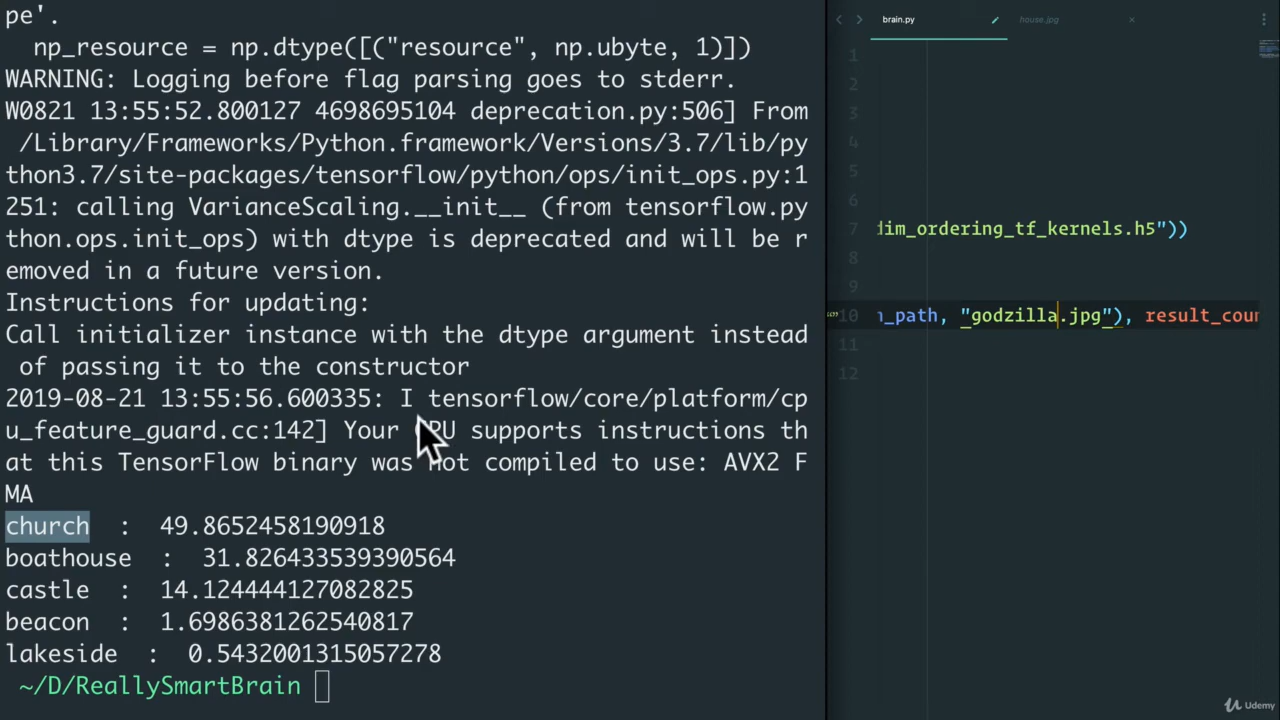 pe'.
np_resource = np.dtype([("resource", np.ubyte, 1)])
WARNING: Logging before flag parsing goes to stderr.
W0821 13:55:52.800127 4698695104 deprecation.py:506] From
/Library/Frameworks/Python.framework/Versions/3.7/lib/py
thon3.7/site-packages/tensorflow/python/ops/init_ops.py:1
251: calling VarianceScaling.__init__ (from tensorflow.py
thon.ops.init_ops) with dtype is deprecated and will be r
emoved in a future version.
Instructions for updating:
Call initializer instance with the dtype argument instead
of passing it to the constructor
2019-08-21 13:55:56.600335: I tensorflow/core/platform/cp
u_feature_guard.cc:142] Your CPU supports instructions th
at this TensorFlow binary was not compiled to use: AVX2 F
MA
church : 49.8652458190918
boathouse : 31.826433539390564
castle : 14.124444127082825
beacon : 1.6986381262540817
lakeside : 0.5432001315057278
~/D/ReallySmartBrain
brain.py
house.jpg
1
2
3
4
5
6
7 dim_ordering_tf_kernels.h5"))
8
9
10 n_path, "godzilla.jpg"), result_coun
11
12
Udemy